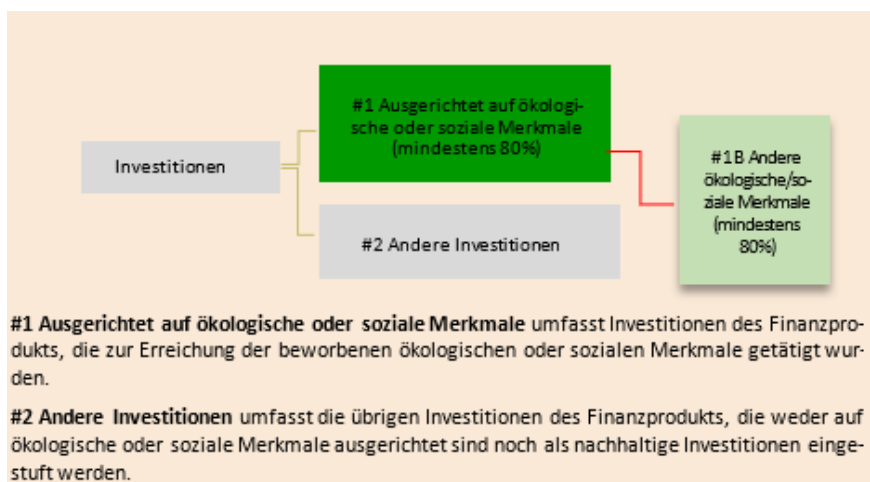 #1 Ausgerichtet auf ökologi-
sche oder soziale Merkmale
(mindestens 80%)
Investitionen
#1B Andere
ökologische/so-
ziale Merkmale
(mindestens
80%)
#2 Andere Investitionen
#1 Ausgerichtet auf ökologische oder soziale Merkmale umfasst Investitionen des Finanzpro-
dukts, die zur Erreichung der beworbenen ökologischen oder sozialen Merkmale getätigt wur-
den.
#2 Andere Investitionen umfasst die übrigen Investitionen des Finanzprodukts, die weder auf
ökologische oder soziale Merkmale ausgerichtet sind noch als nachhaltige Investitionen einge-
stuft werden.